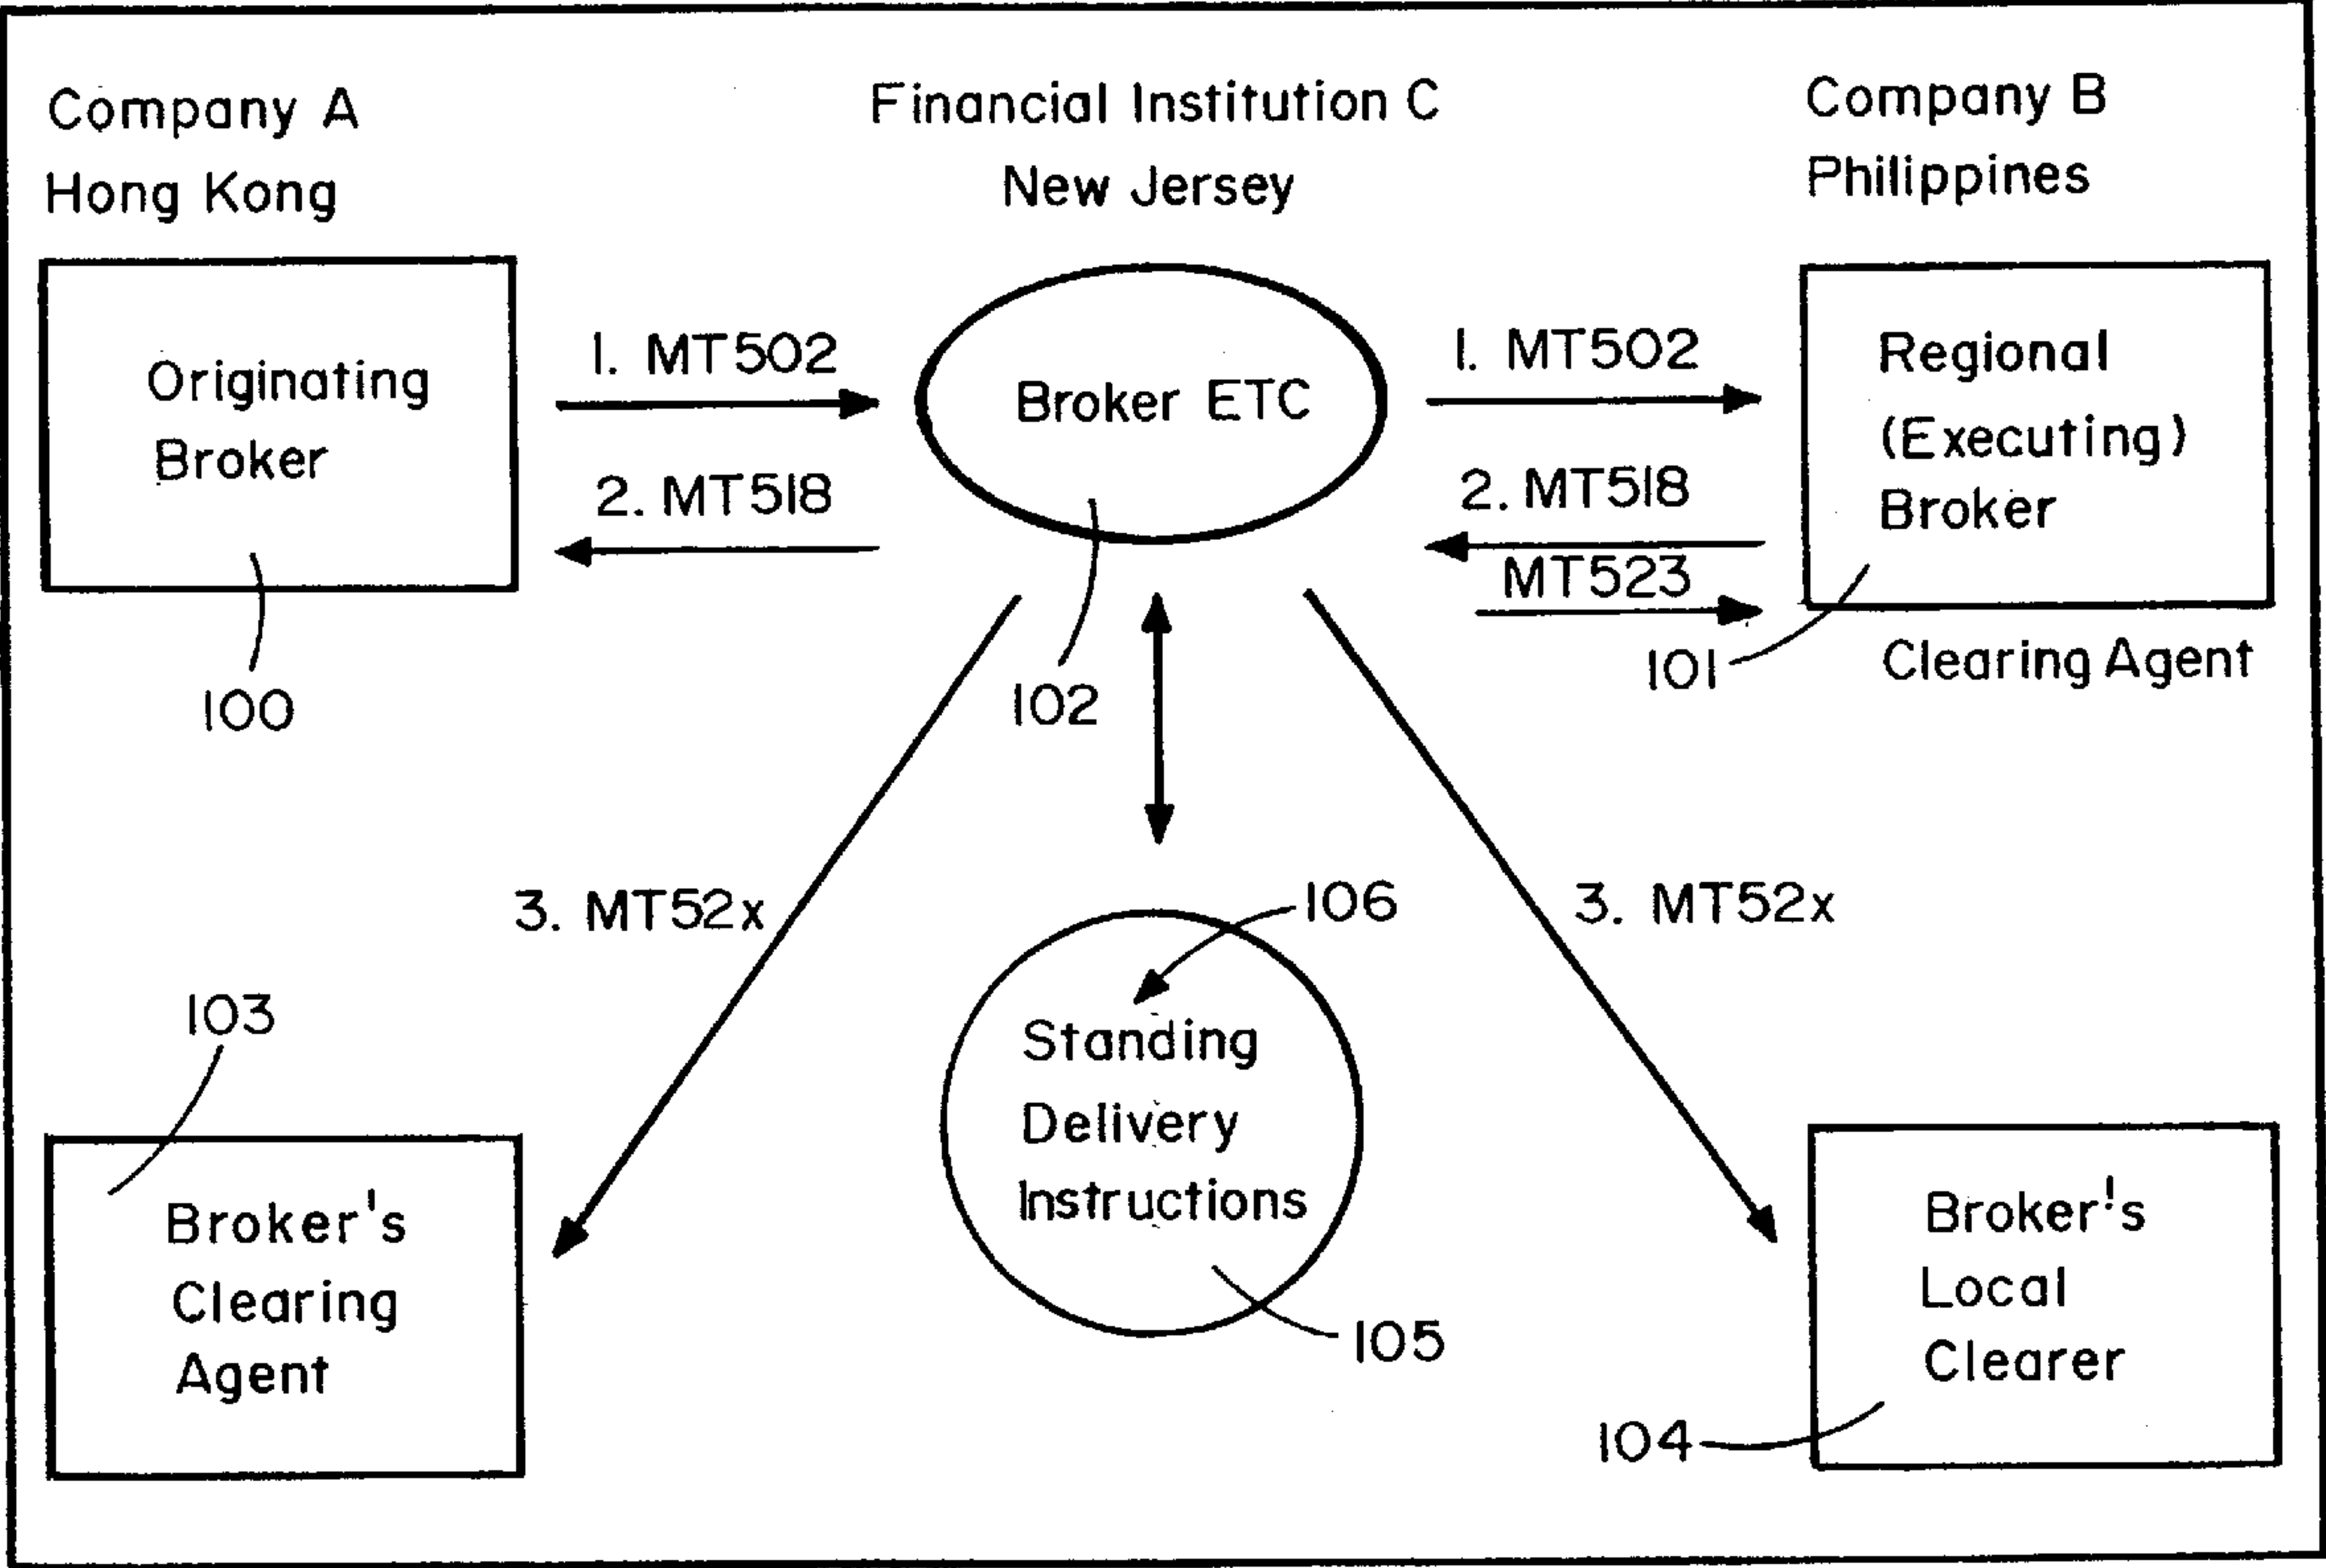 Company A
Hong Kong
Financial Institution C
New Jersey
Company B
Philippines
Originating
Broker
100
1. MT502
2. MT518
Broker ETC
102
1. MT502
2. MT518
MT523
Regional
(Executing)
Broker
101
Clearing Agent
3. MT52x
3. MT52x
106
Standing
Delivery
Instructions
105
103
Broker's
Clearing
Agent
Broker's
Local
Clearer
104